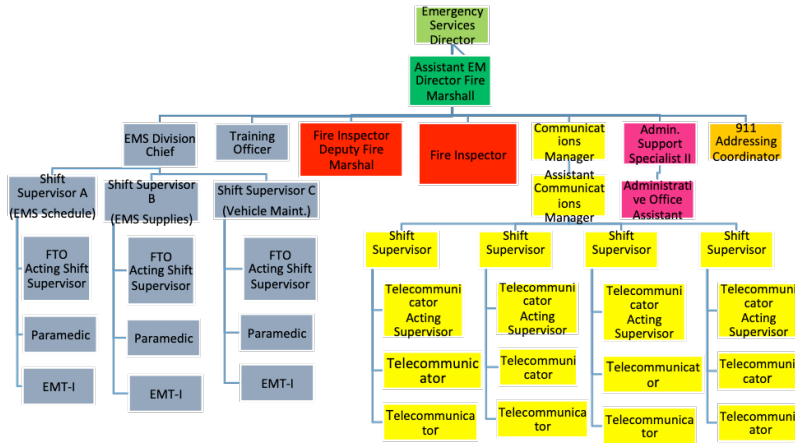 Emergency
Services
Director
Assistant EM
Director Fire
Marshall
EMS Division
Chief
Training
Officer
Fire Inspector
Deputy Fire
Marshal
Fire Inspector
Communicat
ions
Manager
Admin.
Support
Specialist II
911
Addressing
Coordinator
Assistant
Communicat
ions
Manager
Administrati
ve Office
Assistant
Shift
Supervisor A
(EMS Schedule)
Shift Supervisor
B
(EMS Supplies)
Shift Supervisor C
(Vehicle Maint.)
FTO
Acting Shift
Supervisor
Paramedic
EMT-I
FTO
Acting Shift
Supervisor
Paramedic
EMT-I
FTO
Acting Shift
Supervisor
Paramedic
EMT-I
Shift
Supervisor
Telecommuni
cator
Acting
Supervisor
Telecommunic
ator
Telecommunica
tor
Shift
Supervisor
Telecommuni
cator
Acting
Supervisor
Telecommuni
cator
Telecommunica
tor
Shift
Supervisor
Telecommuni
cator
Acting
Supervisor
Telecommunicat
or
Telecommunica
tor
Shift
Supervisor
Telecommuni
cator
Acting
Supervisor
Telecommuni
cator
Telecommuni
ator